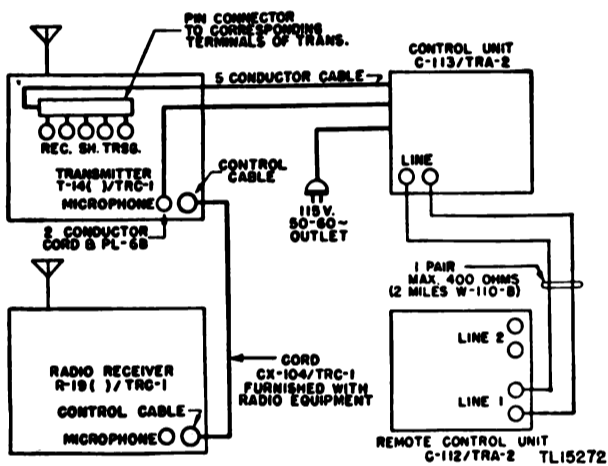 PIN CONNECTOR
TO CORRESPONDING
TERMINALS OF TRANS.
CONTROL UNIT
C-113/TRA-2
5 CONDUCTOR CABLE
REC. SH. TRSG.
TRANSMITTER
T-14( )/TRC-1
MICROPHONE
CONTROL
CABLE
LINE
115V.
50-60~
OUTLET
2 CONDUCTOR
CORD & PL-68
1 PAIR
MAX. 400 OHMS
(2 MILES W-110-B)
RADIO RECEIVER
R-19( )/TRC-1
CONTROL CABLE
MICROPHONE
CORD
CX-104/TRC-1
FURNISHED WITH
RADIO EQUIPMENT
LINE 2
LINE 1
REMOTE CONTROL UNIT
C-112/TRA-2
TL15272